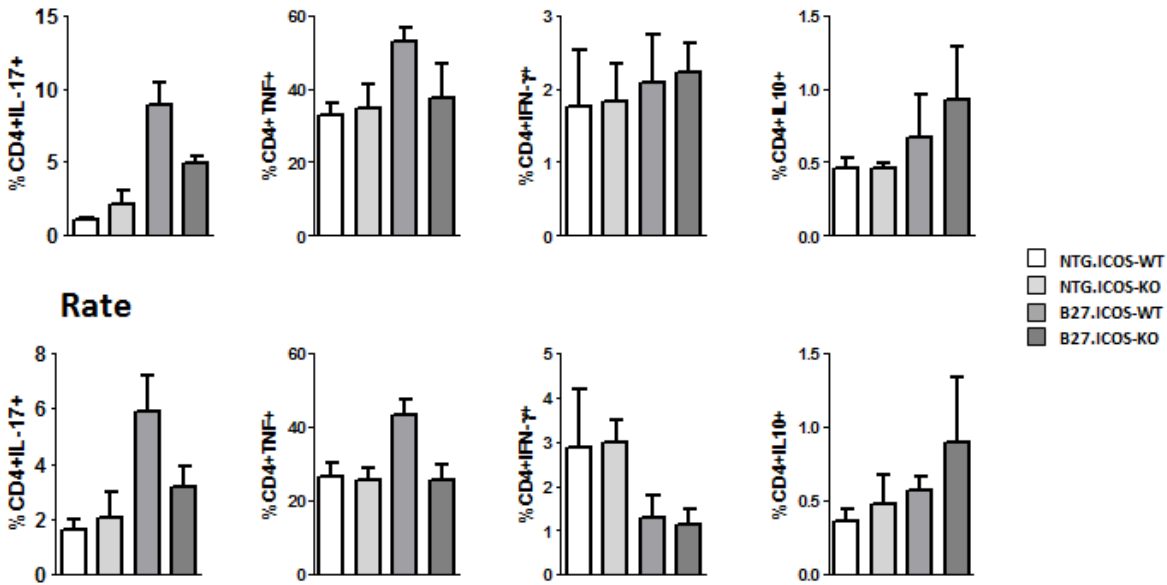 15
10
5
0
%CD4+IL-17+
60
40
20
0
%CD4+TNF+
3
2
1
0
%CD4+IFN-γ+
1.5
1.0
0.5
0.0
%CD4+IL10+
NTG.ICOS-WT
NTG.ICOS-KO
B27.ICOS-WT
B27.ICOS-KO
Rate
8
6
4
2
0
%CD4+IL-17+
60
40
20
0
%CD4+TNF+
5
4
3
2
1
0
%CD4+IFN-γ+
1.5
1.0
0.5
0.0
%CD4+IL10+